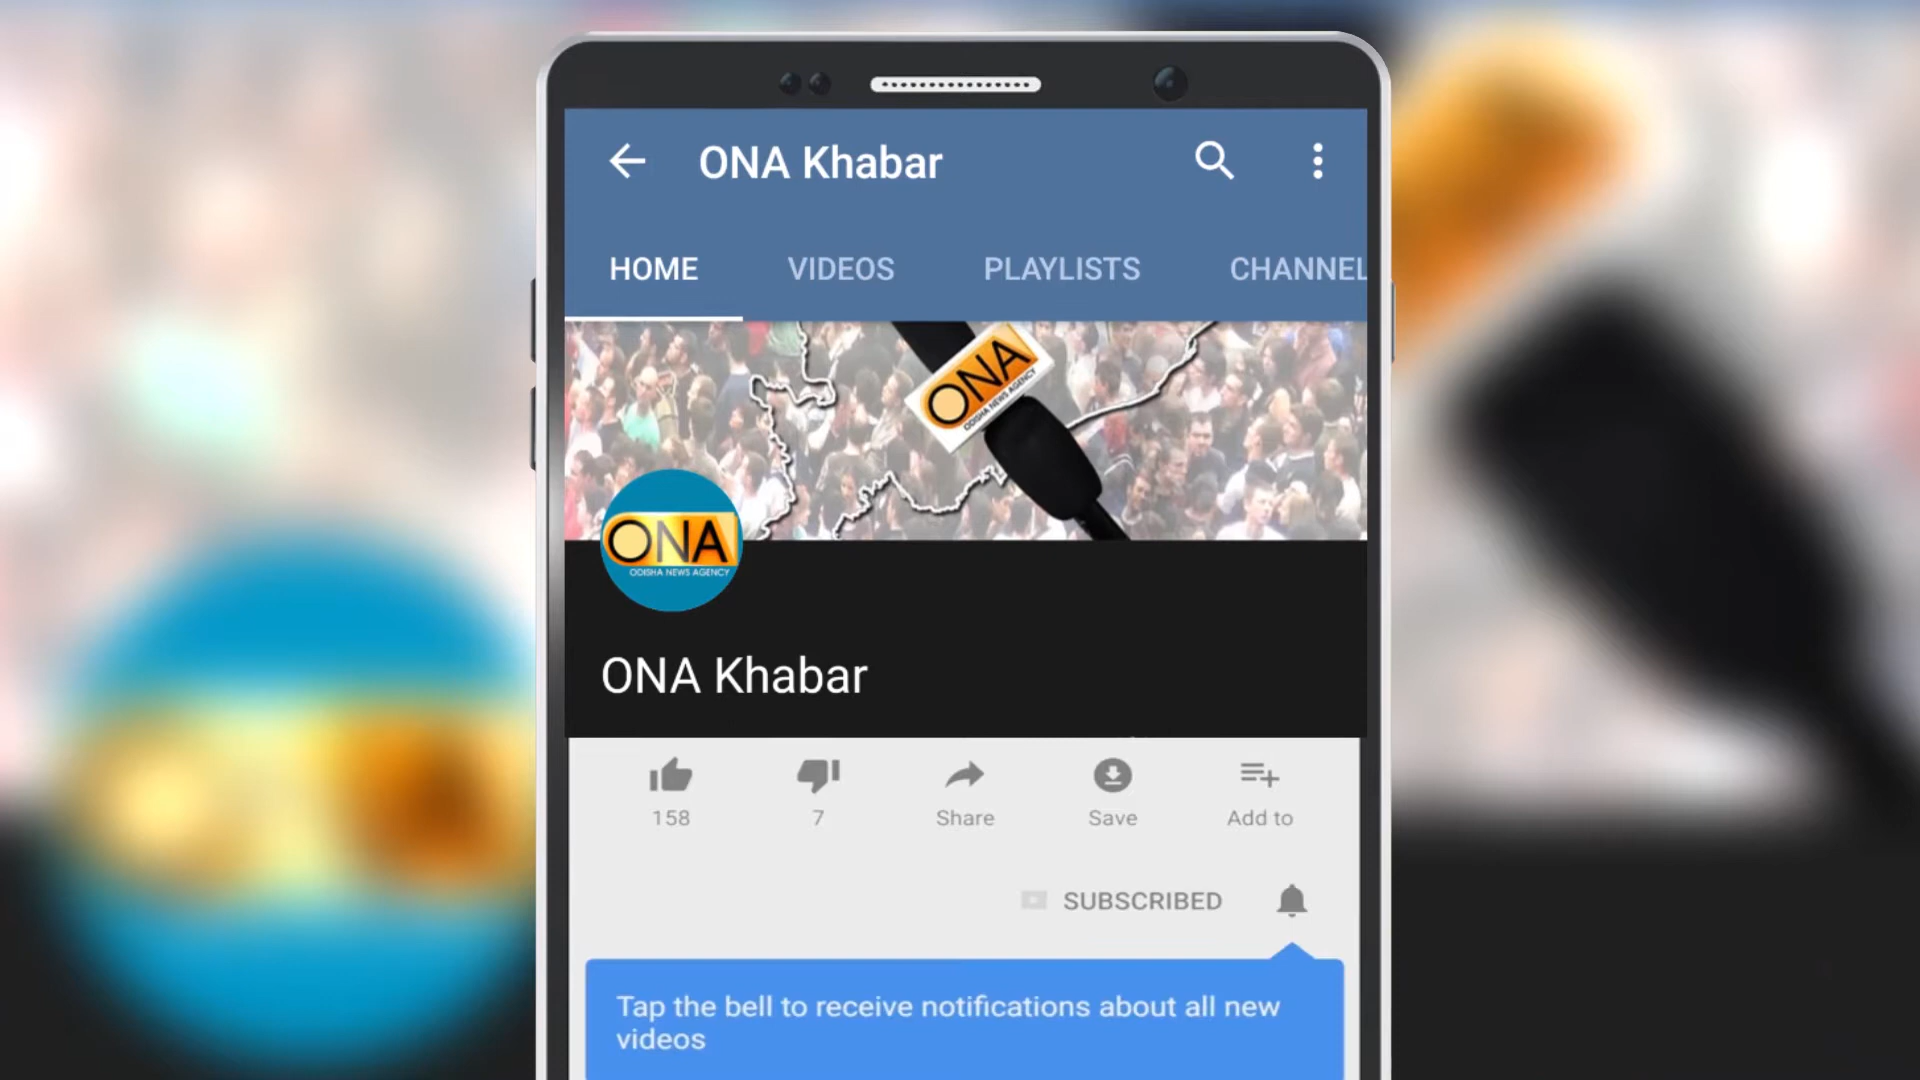 ONA Khabar
HOME VIDEOS PLAYLISTS CHANNEL
ONA
ODISHA NEWS AGENCY
ONA
ODISHA NEWS AGENCY
ONA Khabar
158 7 Share Save Add to
SUBSCRIBED
Tap the bell to receive notifications about all new
videos